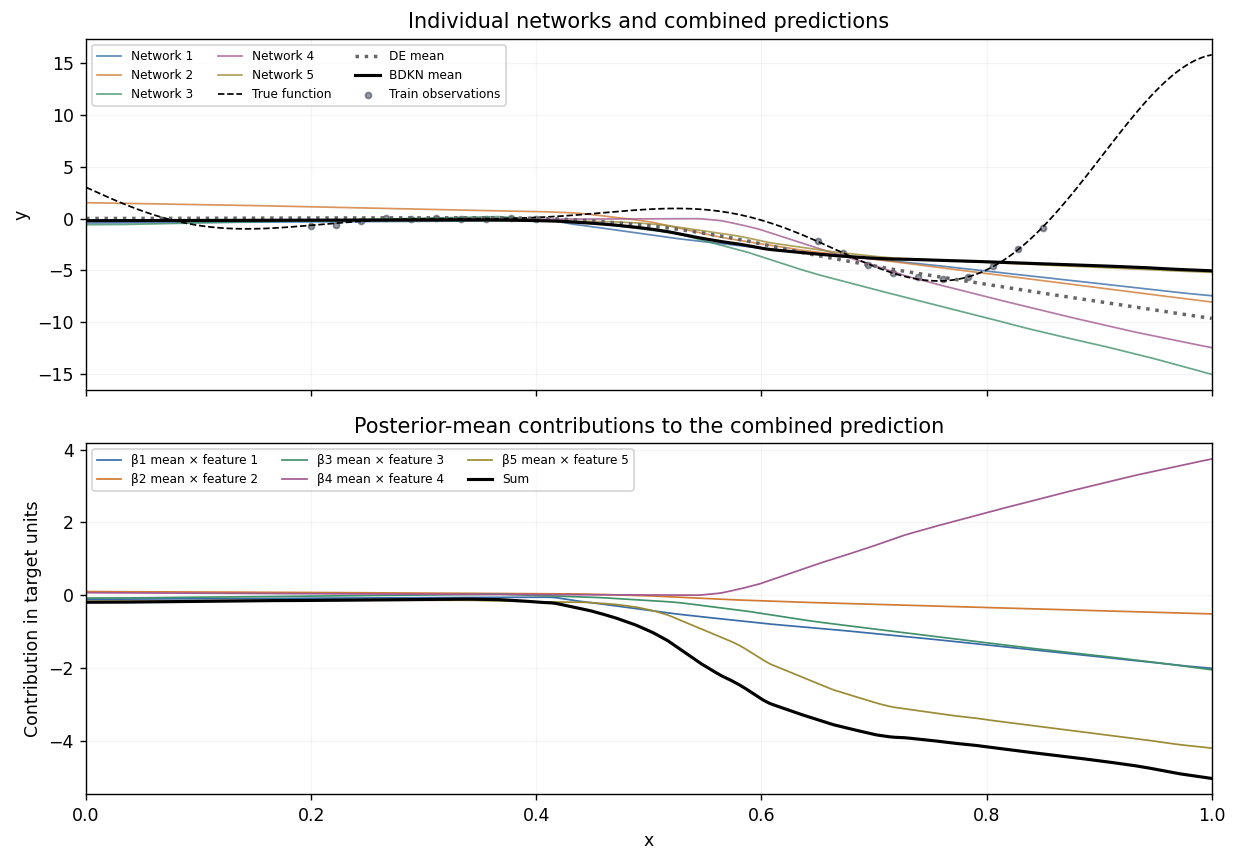 Individual networks and combined predictions
Network 1
Network 2
Network 3
Network 4
Network 5
True function
DE mean
BDKN mean
Train observations
y
15
10
5
0
−5
−10
−15
Posterior-mean contributions to the combined prediction
β1 mean × feature 1
β2 mean × feature 2
β3 mean × feature 3
β4 mean × feature 4
β5 mean × feature 5
Sum
Contribution in target units
4
2
0
−2
−4
0.0 0.2 0.4 0.6 0.8 1.0
x